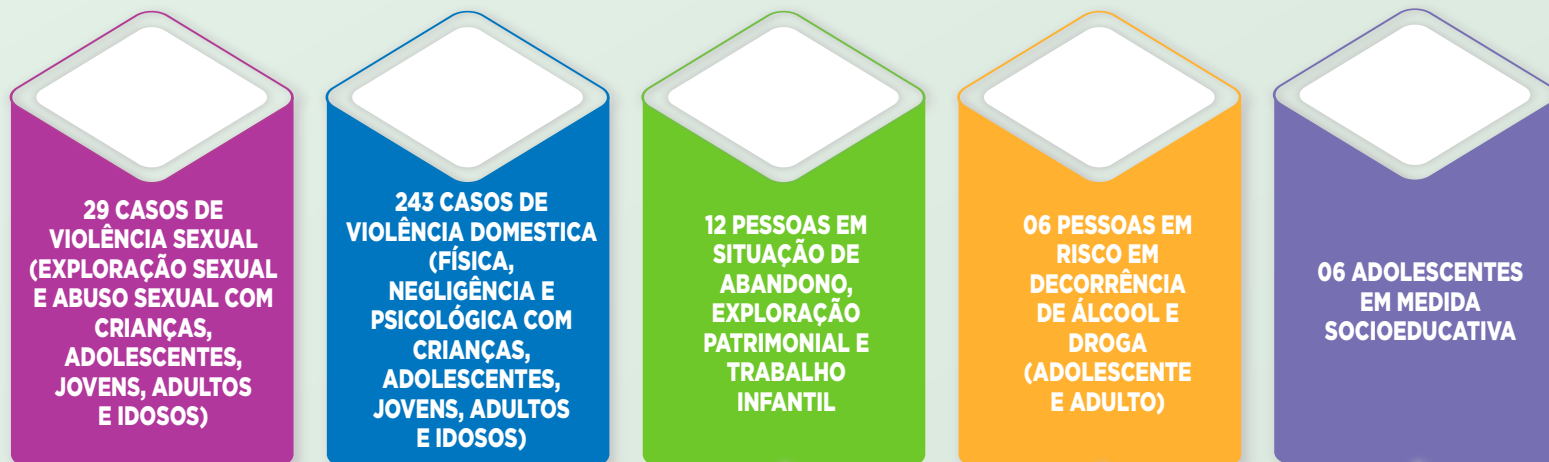 29 CASOS DE
VIOLÊNCIA SEXUAL
(EXPLORAÇÃO SEXUAL
E ABUSO SEXUAL COM
CRIANÇAS,
ADOLESCENTES,
JOVENS, ADULTOS
E IDOSOS)
243 CASOS DE
VIOLÊNCIA DOMESTICA
(FÍSICA,
NEGLIGÊNCIA E
PSICOLÓGICA COM
CRIANÇAS,
ADOLESCENTES,
JOVENS, ADULTOS
E IDOSOS)
12 PESSOAS EM
SITUAÇÃO DE
ABANDONO,
EXPLORAÇÃO
PATRIMONIAL E
TRABALHO
INFANTIL
06 PESSOAS EM
RISCO EM
DECORRÊNCIA
DE ÁLCOOL E
DROGA
(ADOLESCENTE
E ADULTO)
06 ADOLESCENTES
EM MEDIDA
SOCIOEDUCATIVA